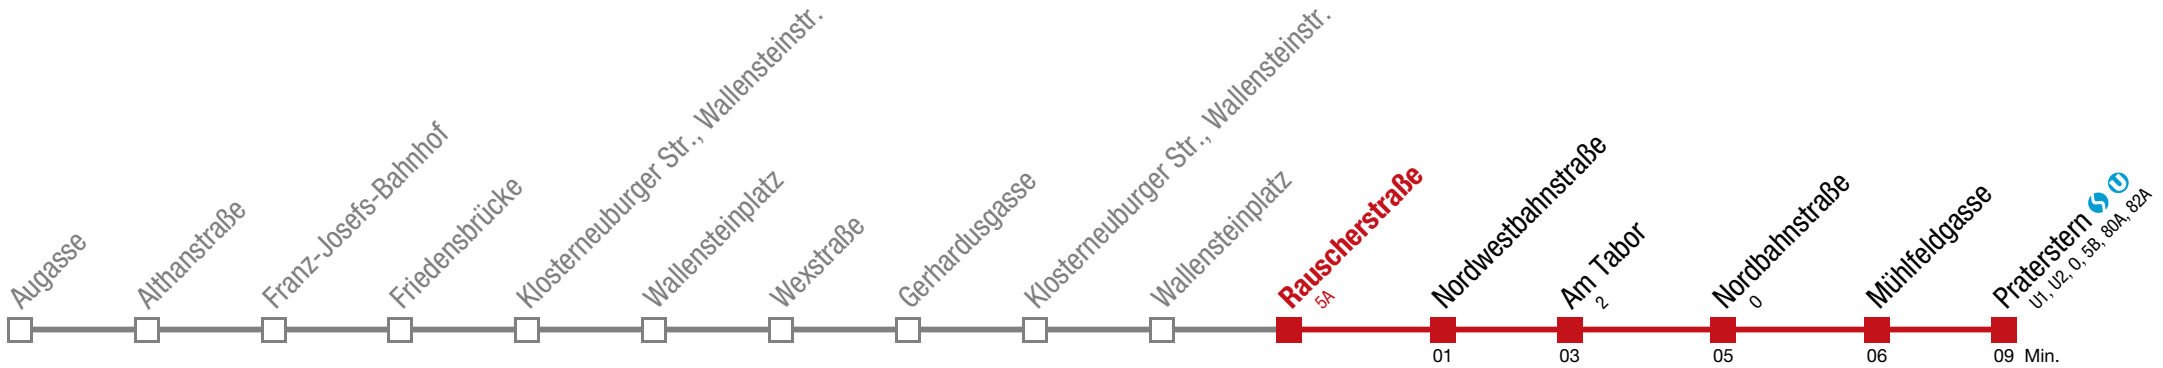 Augasse
Althanstraße
Franz-Josefs-Bahnhof
Friedensbrücke
Klosterneuburger Str., Wallensteinstr.
Wallensteinplatz
Wexstraße
Gerhardusgasse
Klosterneuburger Str., Wallensteinstr.
Wallensteinplatz
Rauscherstraße
5A
Nordwestbahnstraße
01
Am Tabor
2
03
Nordbahnstraße
O
05
Mühlfeldgasse
06
Praterstern S U
U1, U2, O, 5B, 80A, 82A
09 Min.